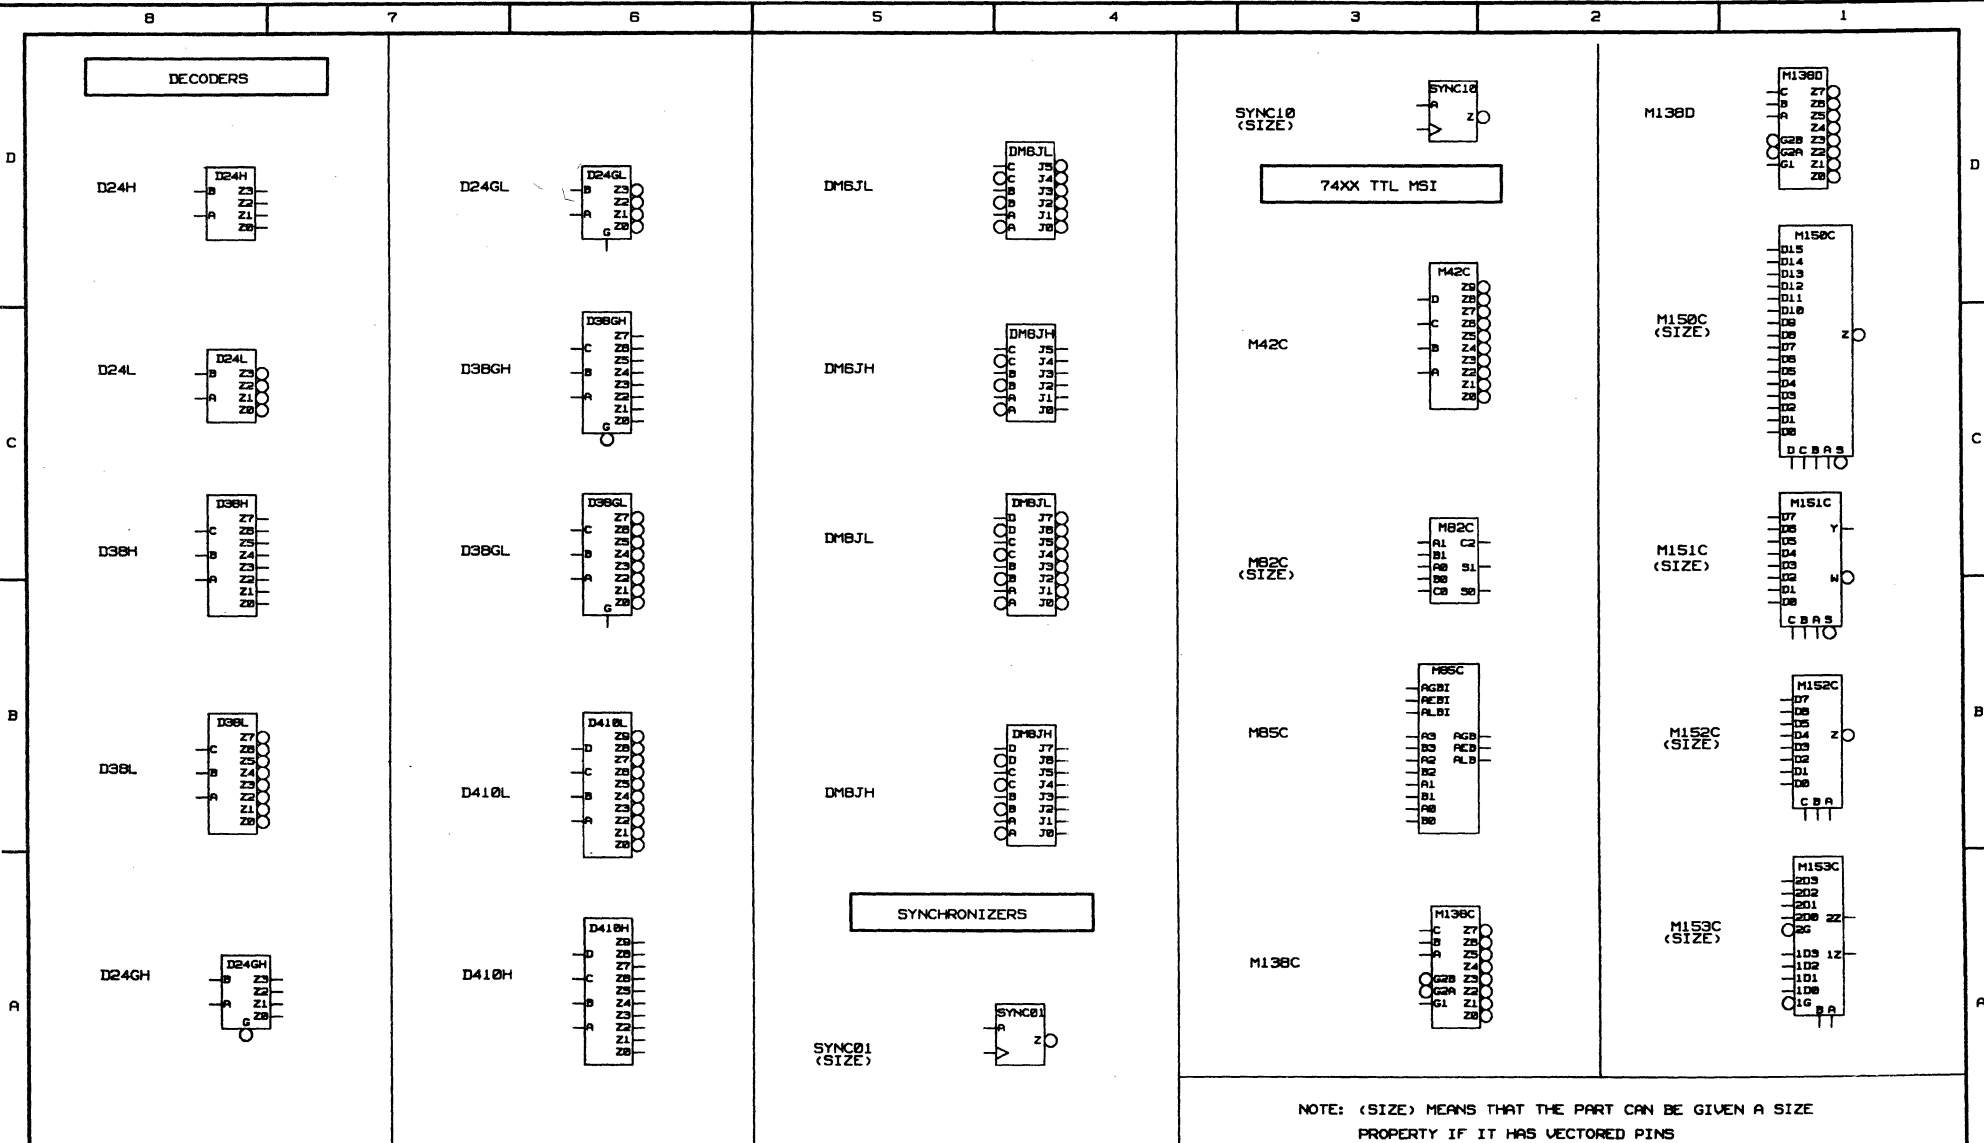 8 7 6 5 4 3 2 1
D
C
B
A
DECODERS
D24H
D24H
B Z3
Z2
A Z1
Z0
D24L
D24L
B Z3
Z2
A Z1
Z0
D38H
D38H
Z7
C Z6
Z5
B Z4
Z3
A Z2
Z1
Z0
D38L
D38L
Z7
C Z6
Z5
B Z4
Z3
A Z2
Z1
Z0
D24GH
D24GH
B Z3
Z2
A Z1
G Z0
D24GL
D24GL
B Z3
Z2
A Z1
G Z0
D38GH
D38GH
Z7
C Z6
Z5
B Z4
Z3
A Z2
Z1
G Z0
D38GL
D38GL
Z7
C Z6
Z5
B Z4
Z3
A Z2
Z1
G Z0
D410L
D410L
Z9
D Z8
Z7
C Z6
Z5
B Z4
Z3
A Z2
Z1
Z0
D410H
D410H
Z9
D Z8
Z7
C Z6
Z5
B Z4
Z3
A Z2
Z1
Z0
DM6JL
DM6JL
C J5
C J4
B J3
B J2
A J1
A J0
DM6JH
DM6JH
C J5
C J4
B J3
B J2
A J1
A J0
DM8JL
DM8JL
D J7
D J6
C J5
C J4
B J3
B J2
A J1
A J0
DM8JH
DM8JH
D J7
D J6
C J5
C J4
B J3
B J2
A J1
A J0
SYNCHRONIZERS
SYNC01
(SIZE)
SYNC01
A
Z
SYNC10
(SIZE)
SYNC10
A
Z
74XX TTL MSI
M42C
M42C
Z9
D Z8
Z7
C Z6
Z5
B Z4
Z3
A Z2
Z1
Z0
M82C
(SIZE)
M82C
A1 C2
B1
A0 S1
B0
C0 S0
M85C
M85C
AGBI
AEBI
ALBI
A3 AGB
B3 AEB
A2 ALB
B2
A1
B1
A0
B0
M138C
M138C
C Z7
B Z6
A Z5
Z4
G2B Z3
G2A Z2
G1 Z1
Z0
M138D
M138D
C Z7
B Z6
A Z5
Z4
G2B Z3
G2A Z2
G1 Z1
Z0
M150C
(SIZE)
M150C
D15
D14
D13
D12
D11
D10
D9
D8 Z
D7
D6
D5
D4
D3
D2
D1
D0
D C B A S
M151C
(SIZE)
M151C
D7
D6 Y
D5
D4
D3
D2 W
D1
D0
C B A S
M152C
(SIZE)
M152C
D7
D6
D5
D4 Z
D3
D2
D1
D0
C B A
M153C
(SIZE)
M153C
2D3
2D2
2D1
2D0 2Z
2G
1D3 1Z
1D2
1D1
1D0
1G
B A
D
C
B
A
NOTE: (SIZE) MEANS THAT THE PART CAN BE GIVEN A SIZE
PROPERTY IF IT HAS VECTORED PINS